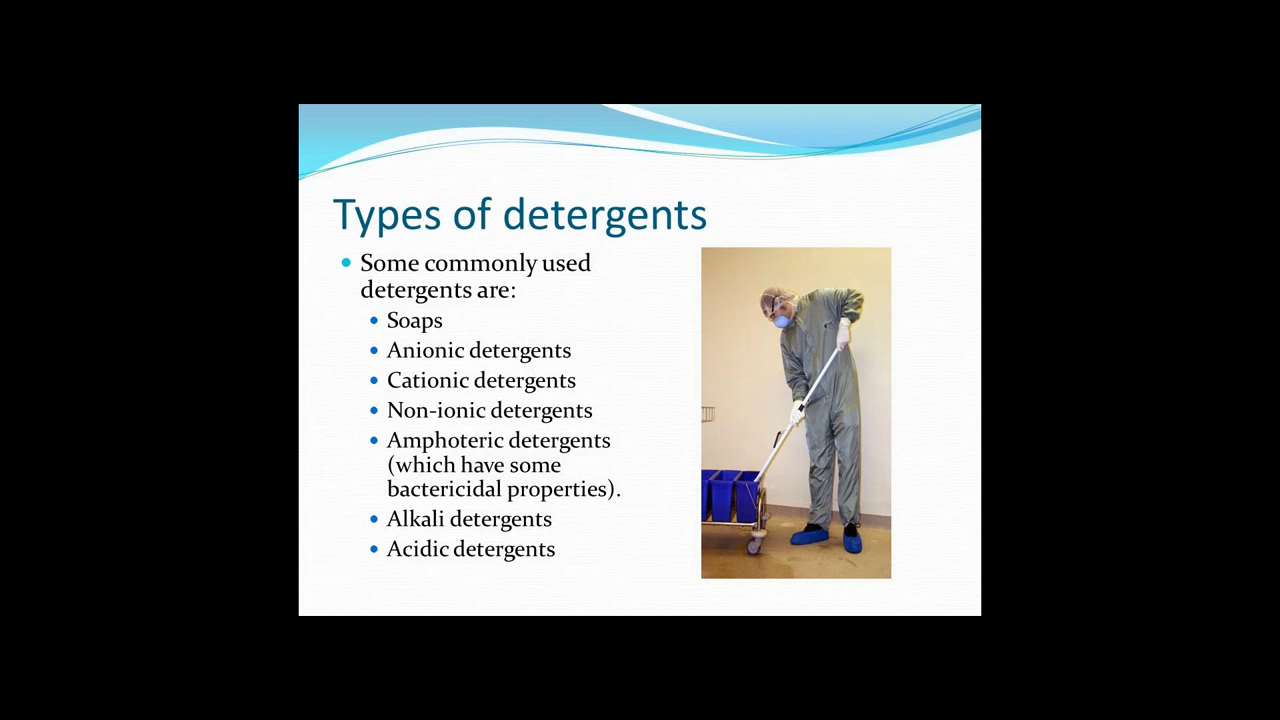 Types of detergents
Some commonly used
detergents are:
Soaps
Anionic detergents
Cationic detergents
Non-ionic detergents
Amphoteric detergents
(which have some
bactericidal properties).
Alkali detergents
Acidic detergents